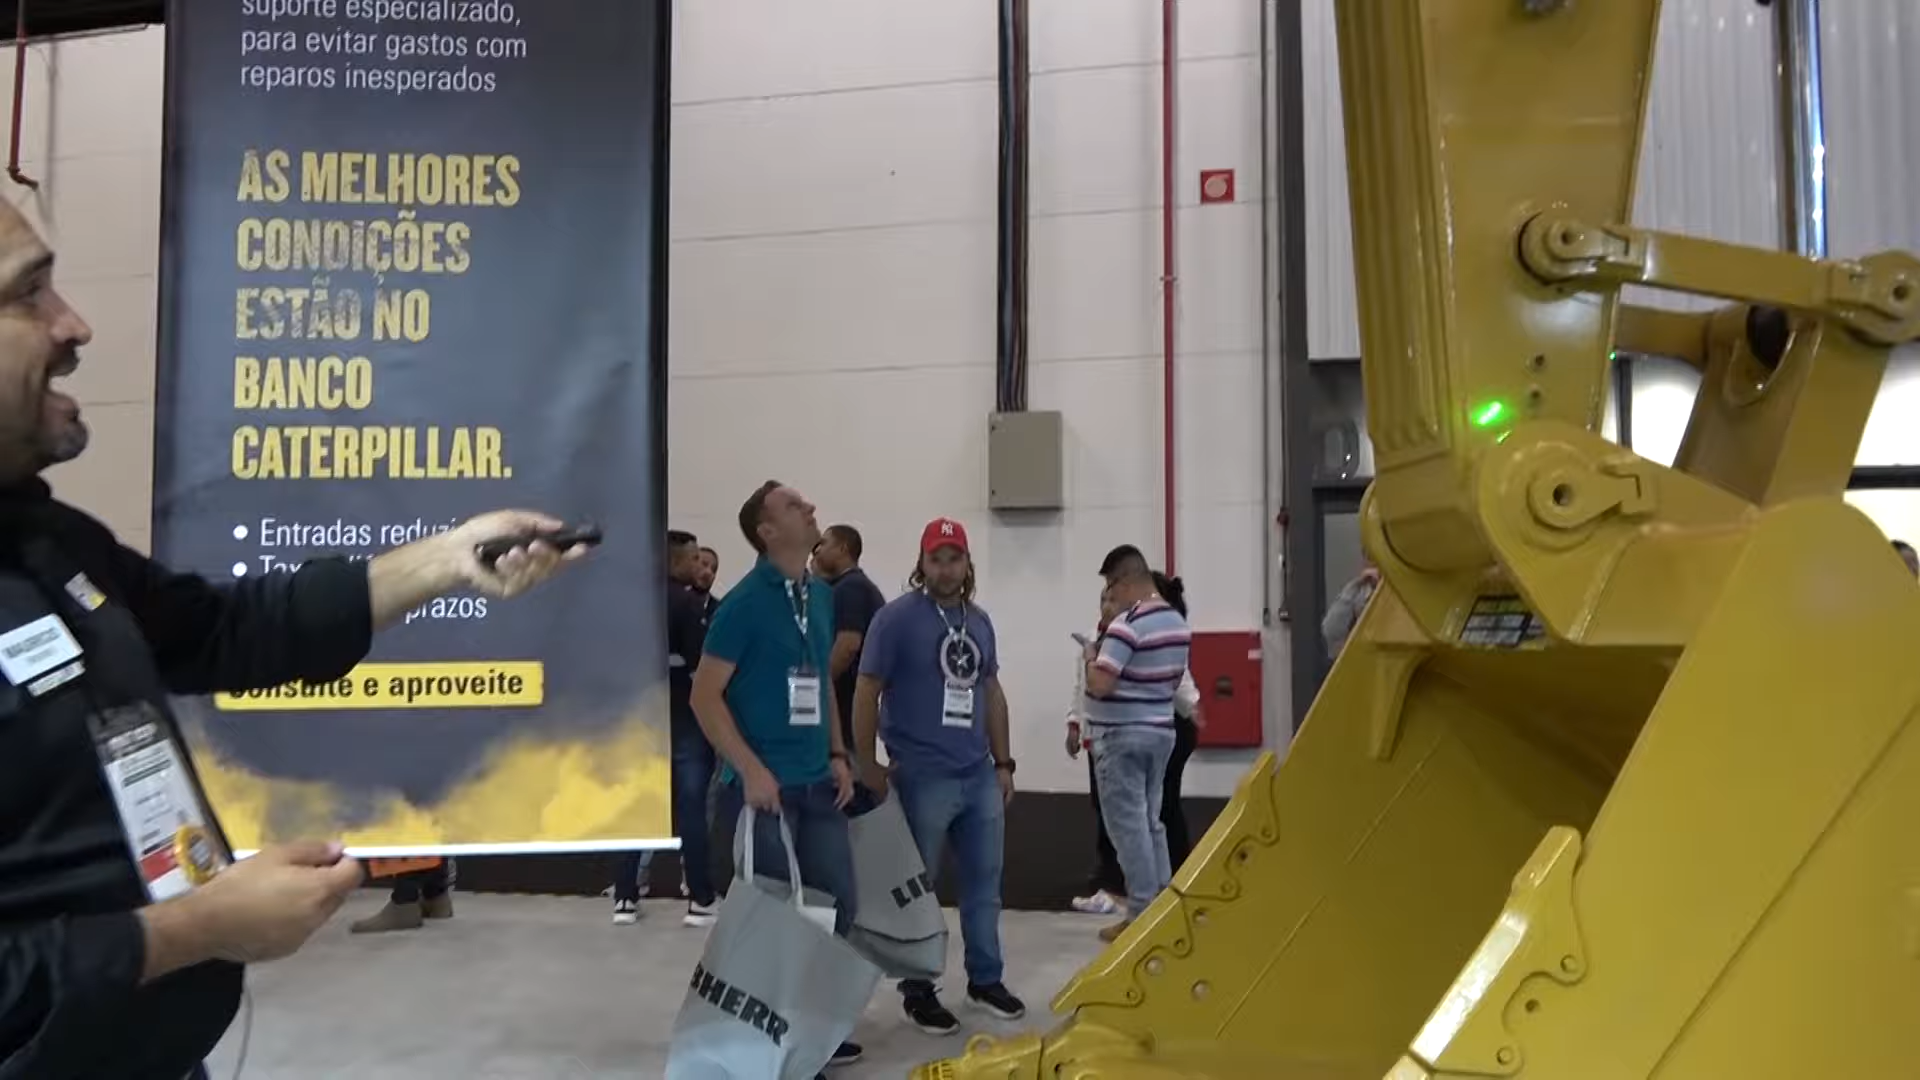 suporte especializado,
para evitar gastos com
reparos inesperados
AS MELHORES
CONDIÇÕES
ESTÃO NO
BANCO
CATERPILLAR.
• Entradas
•
prazos
Consulte e aproveite
NY
D